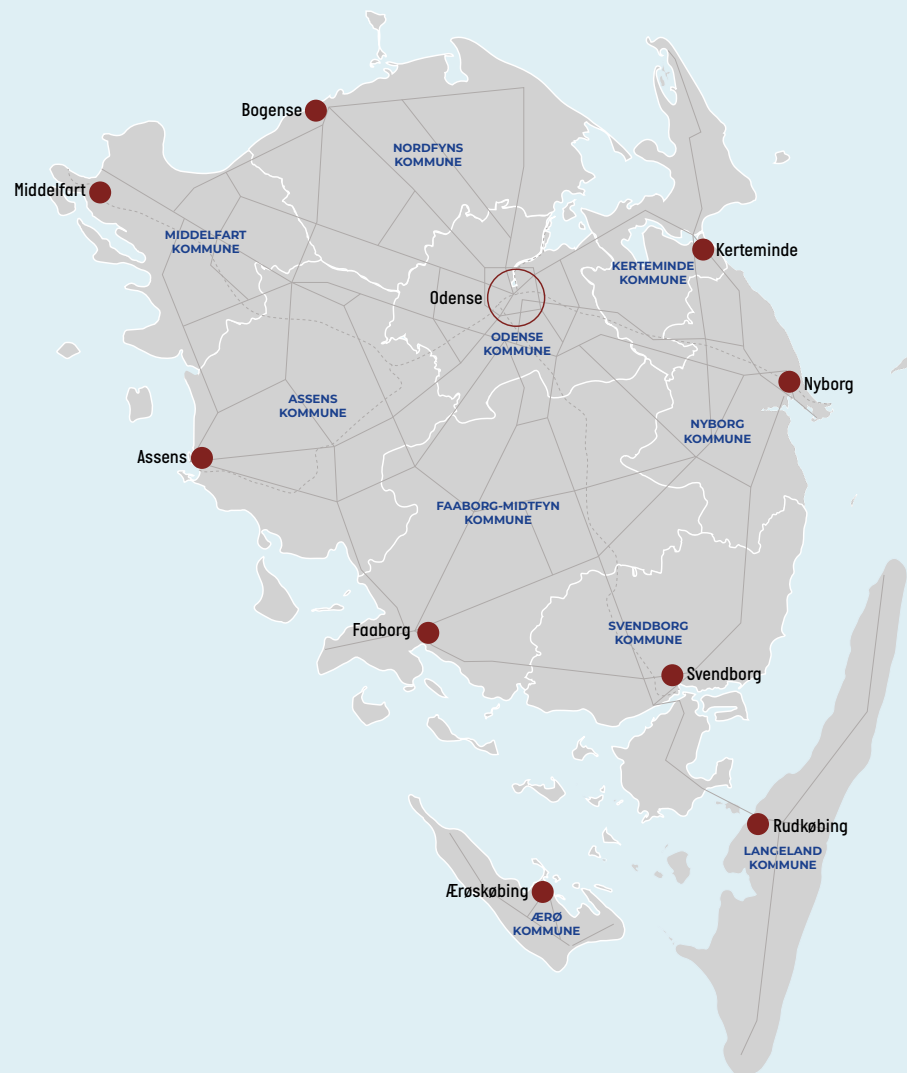 Bogense
NORDFYNS
KOMMUNE
Middelfart
MIDDELFART
KOMMUNE
Kerteminde
KERTEMINDE
KOMMUNE
Odense
ODENSE
KOMMUNE
Nyborg
ASSENS
KOMMUNE
NYBORG
KOMMUNE
Assens
FAABORG-MIDTFYN
KOMMUNE
Faaborg
SVENDBORG
KOMMUNE
Svendborg
Rudkøbing
LANGELAND
KOMMUNE
Ærøskøbing
ÆRØ
KOMMUNE